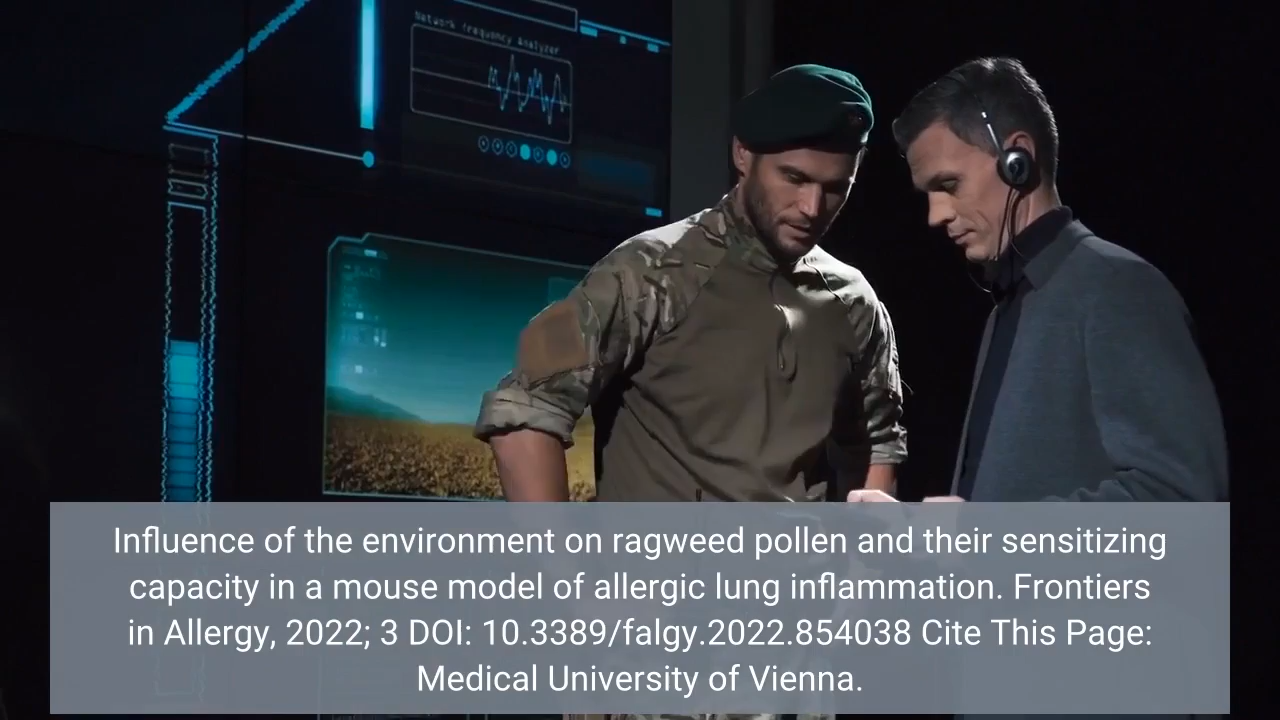 Network frequency Analyzer
Influence of the environment on ragweed pollen and their sensitizing
capacity in a mouse model of allergic lung inflammation. Frontiers
in Allergy, 2022; 3 DOI: 10.3389/falgy.2022.854038 Cite This Page:
Medical University of Vienna.